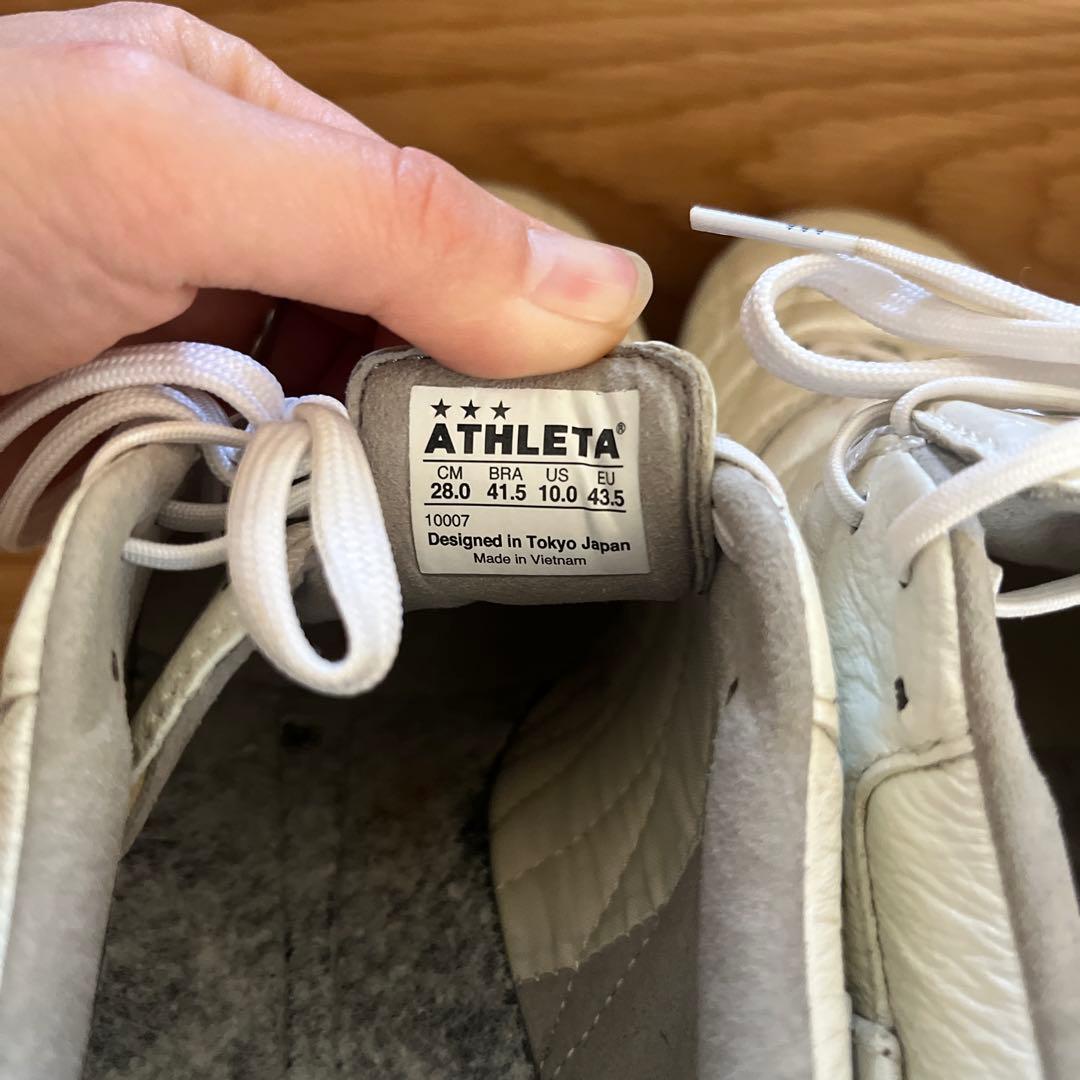 ★★★
ATHLETA®
CM BRA US EU
28.0 41.5 10.0 43.5
10007
Designed in Tokyo Japan
Made in Vietnam